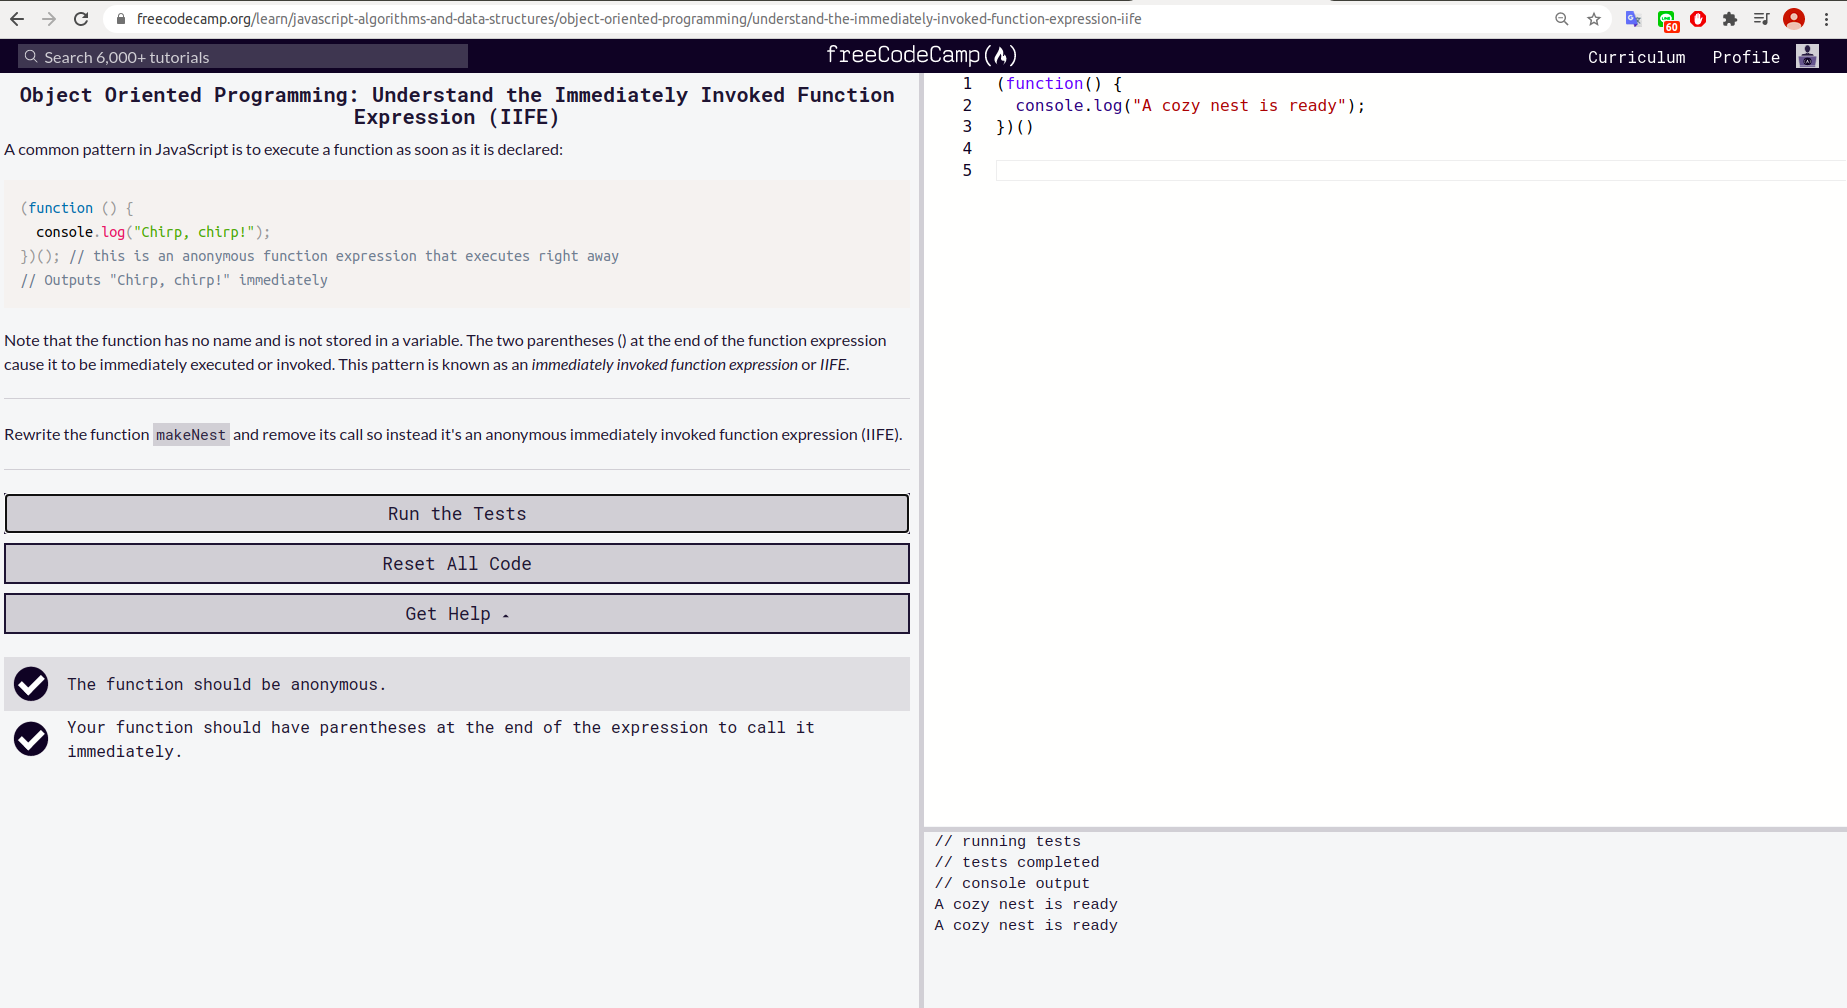 freecodecamp.org/learn/javascript-algorithms-and-data-structures/object-oriented-programming/understand-the-immediately-invoked-function-expression-iife
60
Search 6,000+ tutorials
freeCodeCamp
Curriculum
Profile
Object Oriented Programming: Understand the Immediately Invoked Function
Expression (IIFE)
A common pattern in JavaScript is to execute a function as soon as it is declared:
(function () {
console.log("Chirp, chirp!");
})(); // this is an anonymous function expression that executes right away
// Outputs "Chirp, chirp!" immediately
Note that the function has no name and is not stored in a variable. The two parentheses () at the end of the function expression
cause it to be immediately executed or invoked. This pattern is known as an immediately invoked function expression or IIFE.
Rewrite the function makeNest and remove its call so instead it's an anonymous immediately invoked function expression (IIFE).
Run the Tests
Reset All Code
Get Help
The function should be anonymous.
Your function should have parentheses at the end of the expression to call it
immediately.
1 (function() {
2 console.log("A cozy nest is ready");
3 })()
4
5
// running tests
// tests completed
// console output
A cozy nest is ready
A cozy nest is ready